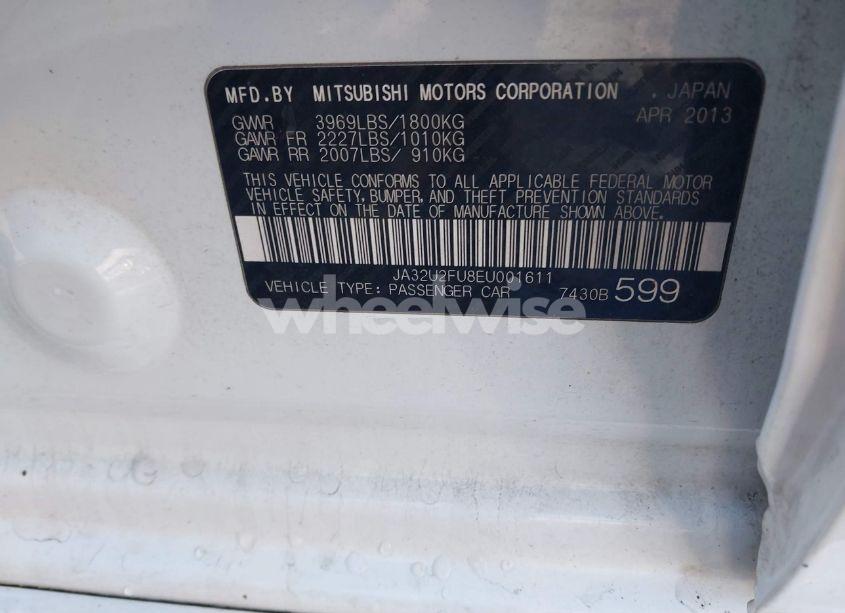 MFD.BY MITSUBISHI MOTORS CORPORATION . JAPAN
GVWR 3969LBS/1800KG APR 2013
GAWR FR 2227LBS/1010KG
GAWR RR 2007LBS/ 910KG
THIS VEHICLE CONFORMS TO ALL APPLICABLE FEDERAL MOTOR
VEHICLE SAFETY, BUMPER, AND THEFT PREVENTION STANDARDS
IN EFFECT ON THE DATE OF MANUFACTURE SHOWN ABOVE.
JA32U2FU8EU001611
VEHICLE TYPE: PASSENGER CAR 7430B 599
wheelwise